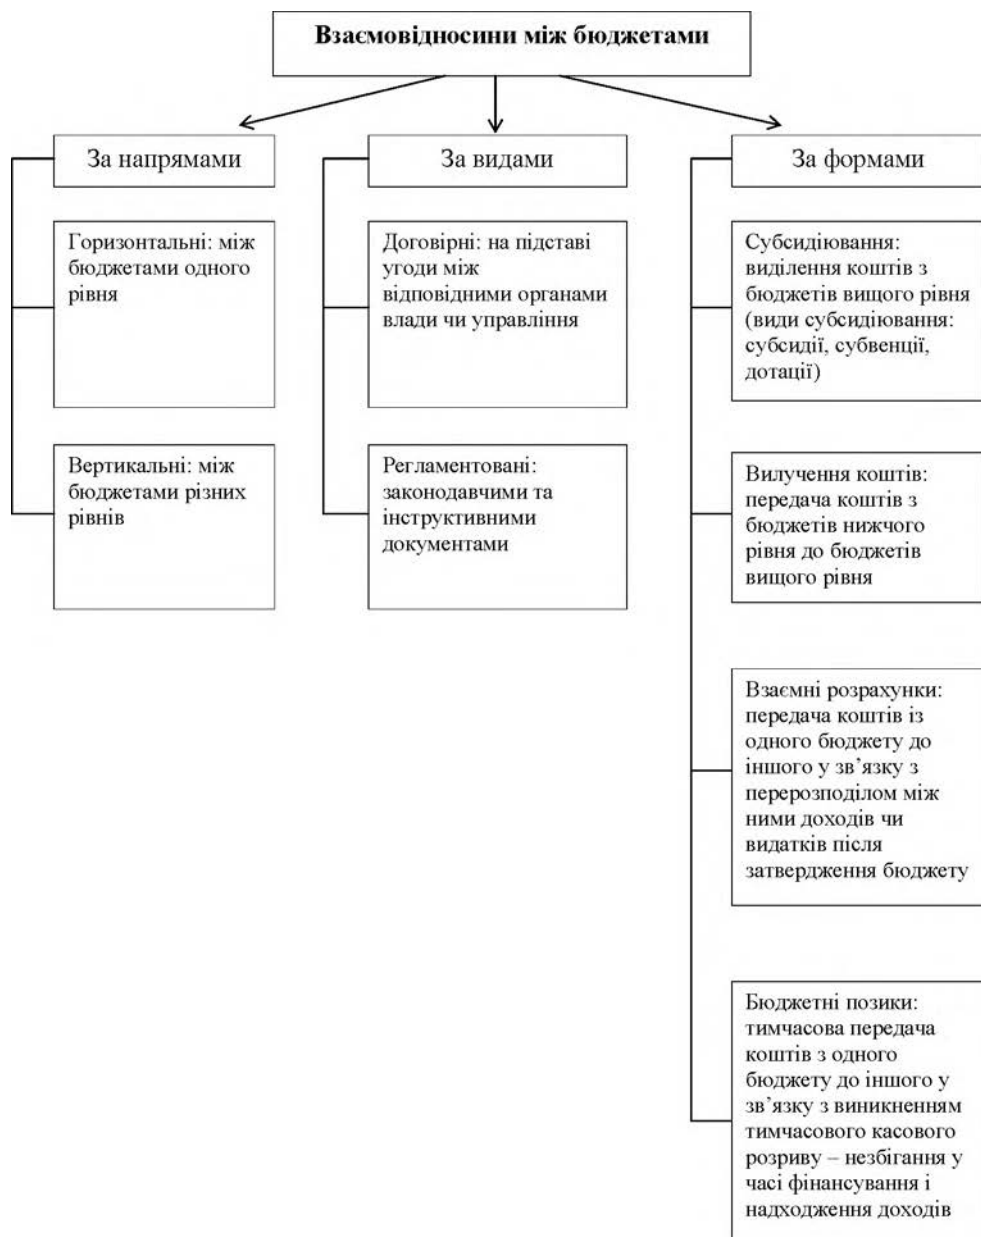 Взаємовідносини між бюджетами
За напрямами
Горизонтальні: між
бюджетами одного
рівня
Вертикальні: між
бюджетами різних
рівнів
За видами
Договірні: на підставі
угоди між
відповідними органами
влади чи управління
Регламентовані:
законодавчими та
інструктивними
документами
За формами
Субсидіювання:
виділення коштів з
бюджетів вищого рівня
(види субсидіювання:
субсидії, субвенції,
дотації)
Вилучення коштів:
передача коштів з
бюджетів нижчого
рівня до бюджетів
вищого рівня
Взаємні розрахунки:
передача коштів із
одного бюджету до
іншого у зв’язку з
перерозподілом між
ними доходів чи
видатків після
затвердження бюджету
Бюджетні позики:
тимчасова передача
коштів з одного
бюджету до іншого у
зв’язку з виникненням
тимчасового касового
розриву – незбігання у
часі фінансування і
надходження доходів